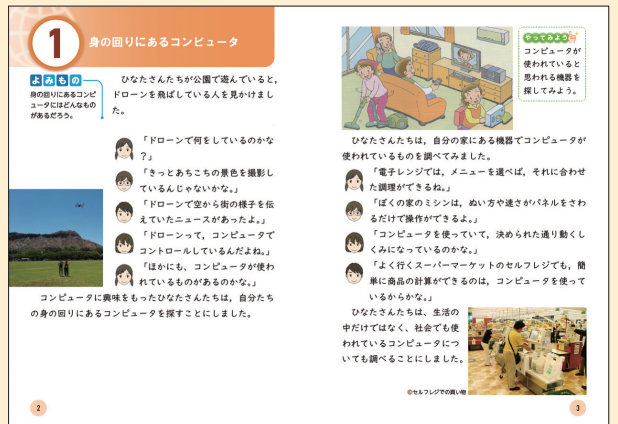 1
身の回りにあるコンピュータ
よみもの
身の回りにあるコンピ
ュータにはどんなもの
があるだろう。
ひなたさんたちが公園で遊んでいると，
ドローンを飛ばしている人を見かけまし
た。
「ドローンで何をしているのかな
？」
「きっとあちこちの景色を撮影し
ているんじゃないかな。」
「ドローンで空から街の様子を伝
えていたニュースがあったよ。」
「ドローンって，コンピュータで
コントロールしているんだよね。」
「ほかにも，コンピュータが使わ
れているものがあるのかな。」
コンピュータに興味をもったひなたさんたちは，自分たち
の身の回りにあるコンピュータを探すことにしました。
2
やってみよう
コンピュータが
使われていると
思われる機器を
探してみよう。
ひなたさんたちは，自分の家にある機器でコンピュータが
使われているものを調べてみました。
「電子レンジでは，メニューを選べば，それに合わせ
た調理ができるね。」
「ぼくの家のミシンは，ぬい方や速さがパネルをさわ
るだけで操作ができるよ。」
「コンピュータを使っていて，決められた通り動くし
くみになっているのかな。」
「よく行くスーパーマーケットのセルフレジでも，簡
単に商品の計算ができるのは，コンピュータを使って
いるからかな。」
ひなたさんたちは、生活の
中だけではなく、社会でも使
われているコンピュータにつ
いても調べることにしました。
◎セルフレジでの買い物
3